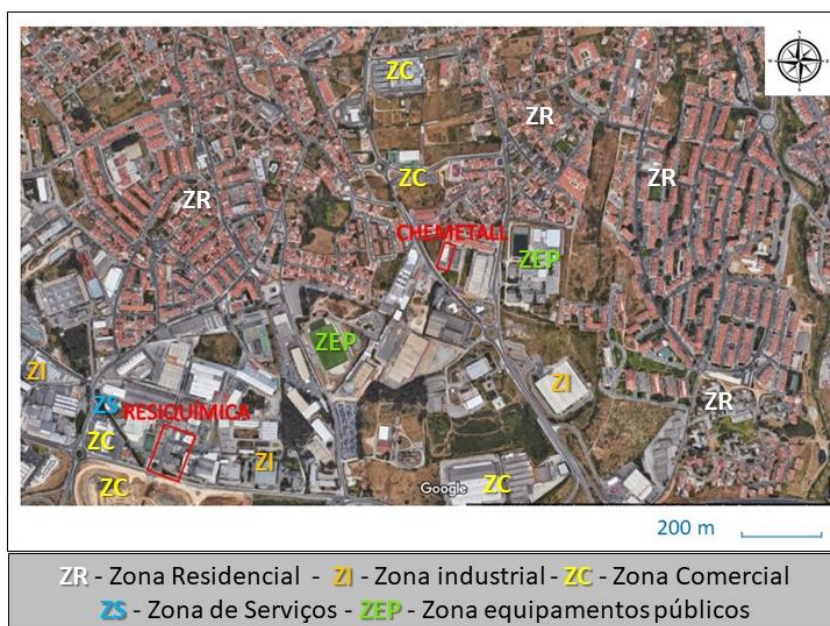 ZC
ZR
ZR
ZR
ZC
CHEMETALL
ZEP
ZEP
ZI
ZI
ZS
RESIQUÍMICA
ZR
ZC
ZI
ZC
Google
ZC
200 m
ZR - Zona Residencial - ZI - Zona industrial - ZC - Zona Comercial
ZS - Zona de Serviços - ZEP - Zona equipamentos públicos